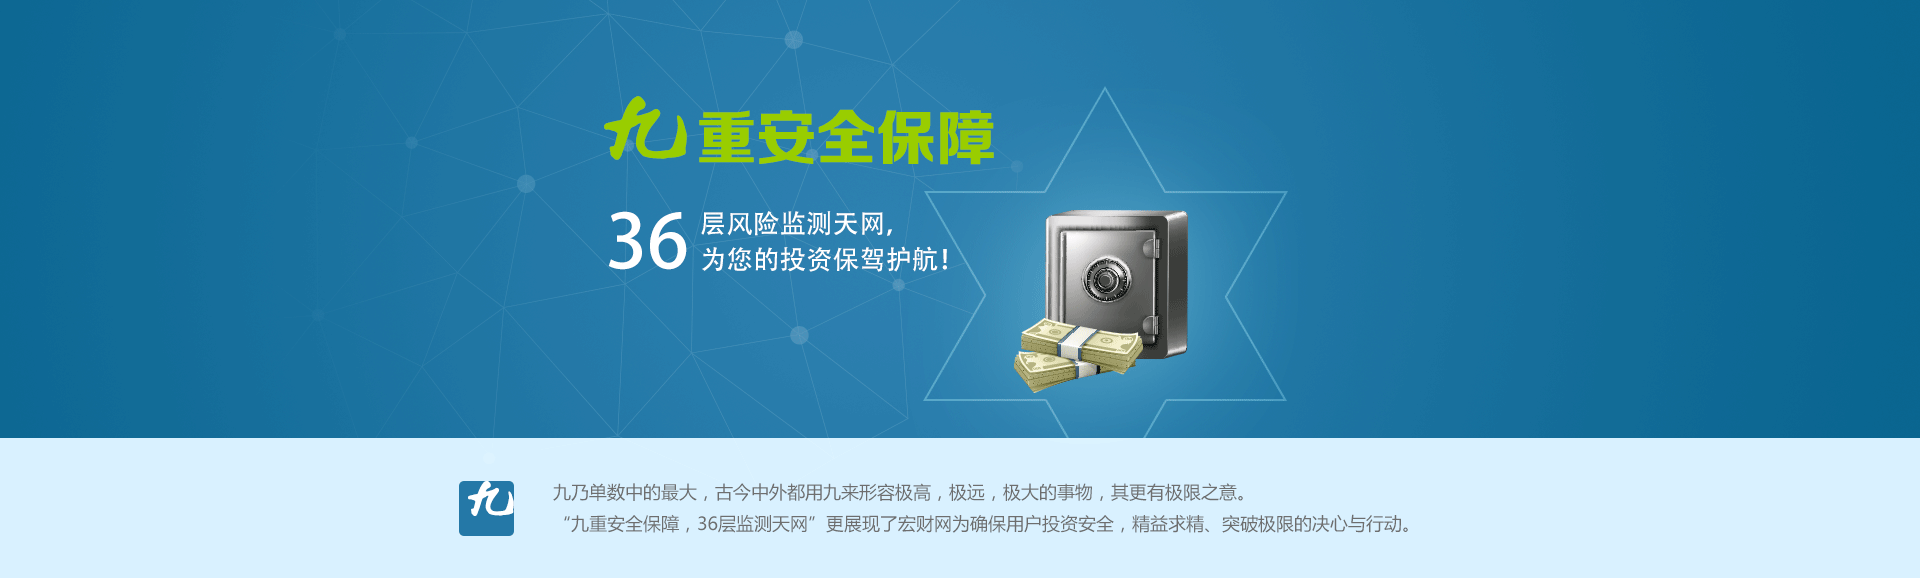 九重安全保障
36层风险监测天网,
为您的投资保驾护航!
九
九乃单数中的最大，古今中外都用九来形容极高，极远，极大的事物，其更有极限之意。
“九重安全保障，36层监测天网”更展现了宏财网为确保用户投资安全，精益求精、突破极限的决心与行动。